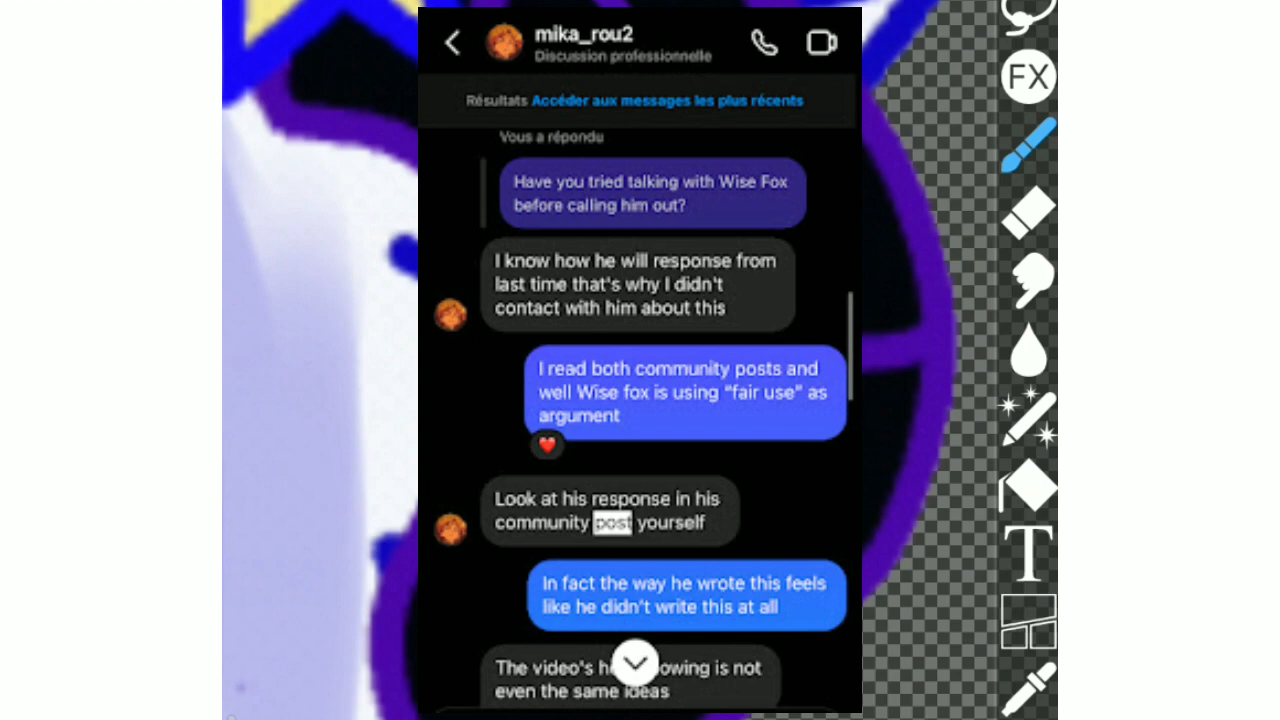 mika_rou2
Discussion professionnelle
Résultats Accéder aux messages les plus récents
Vous a répondu
Have you tried talking with Wise Fox
before calling him out?
I know how he will response from
last time that's why I didn't
contact with him about this
I read both community posts and
well Wise fox is using “fair use” as
argument
Look at his response in his
community post yourself
In fact the way he wrote this feels
like he didn't write this at all
The video's is not
even the same ideas
FX
T